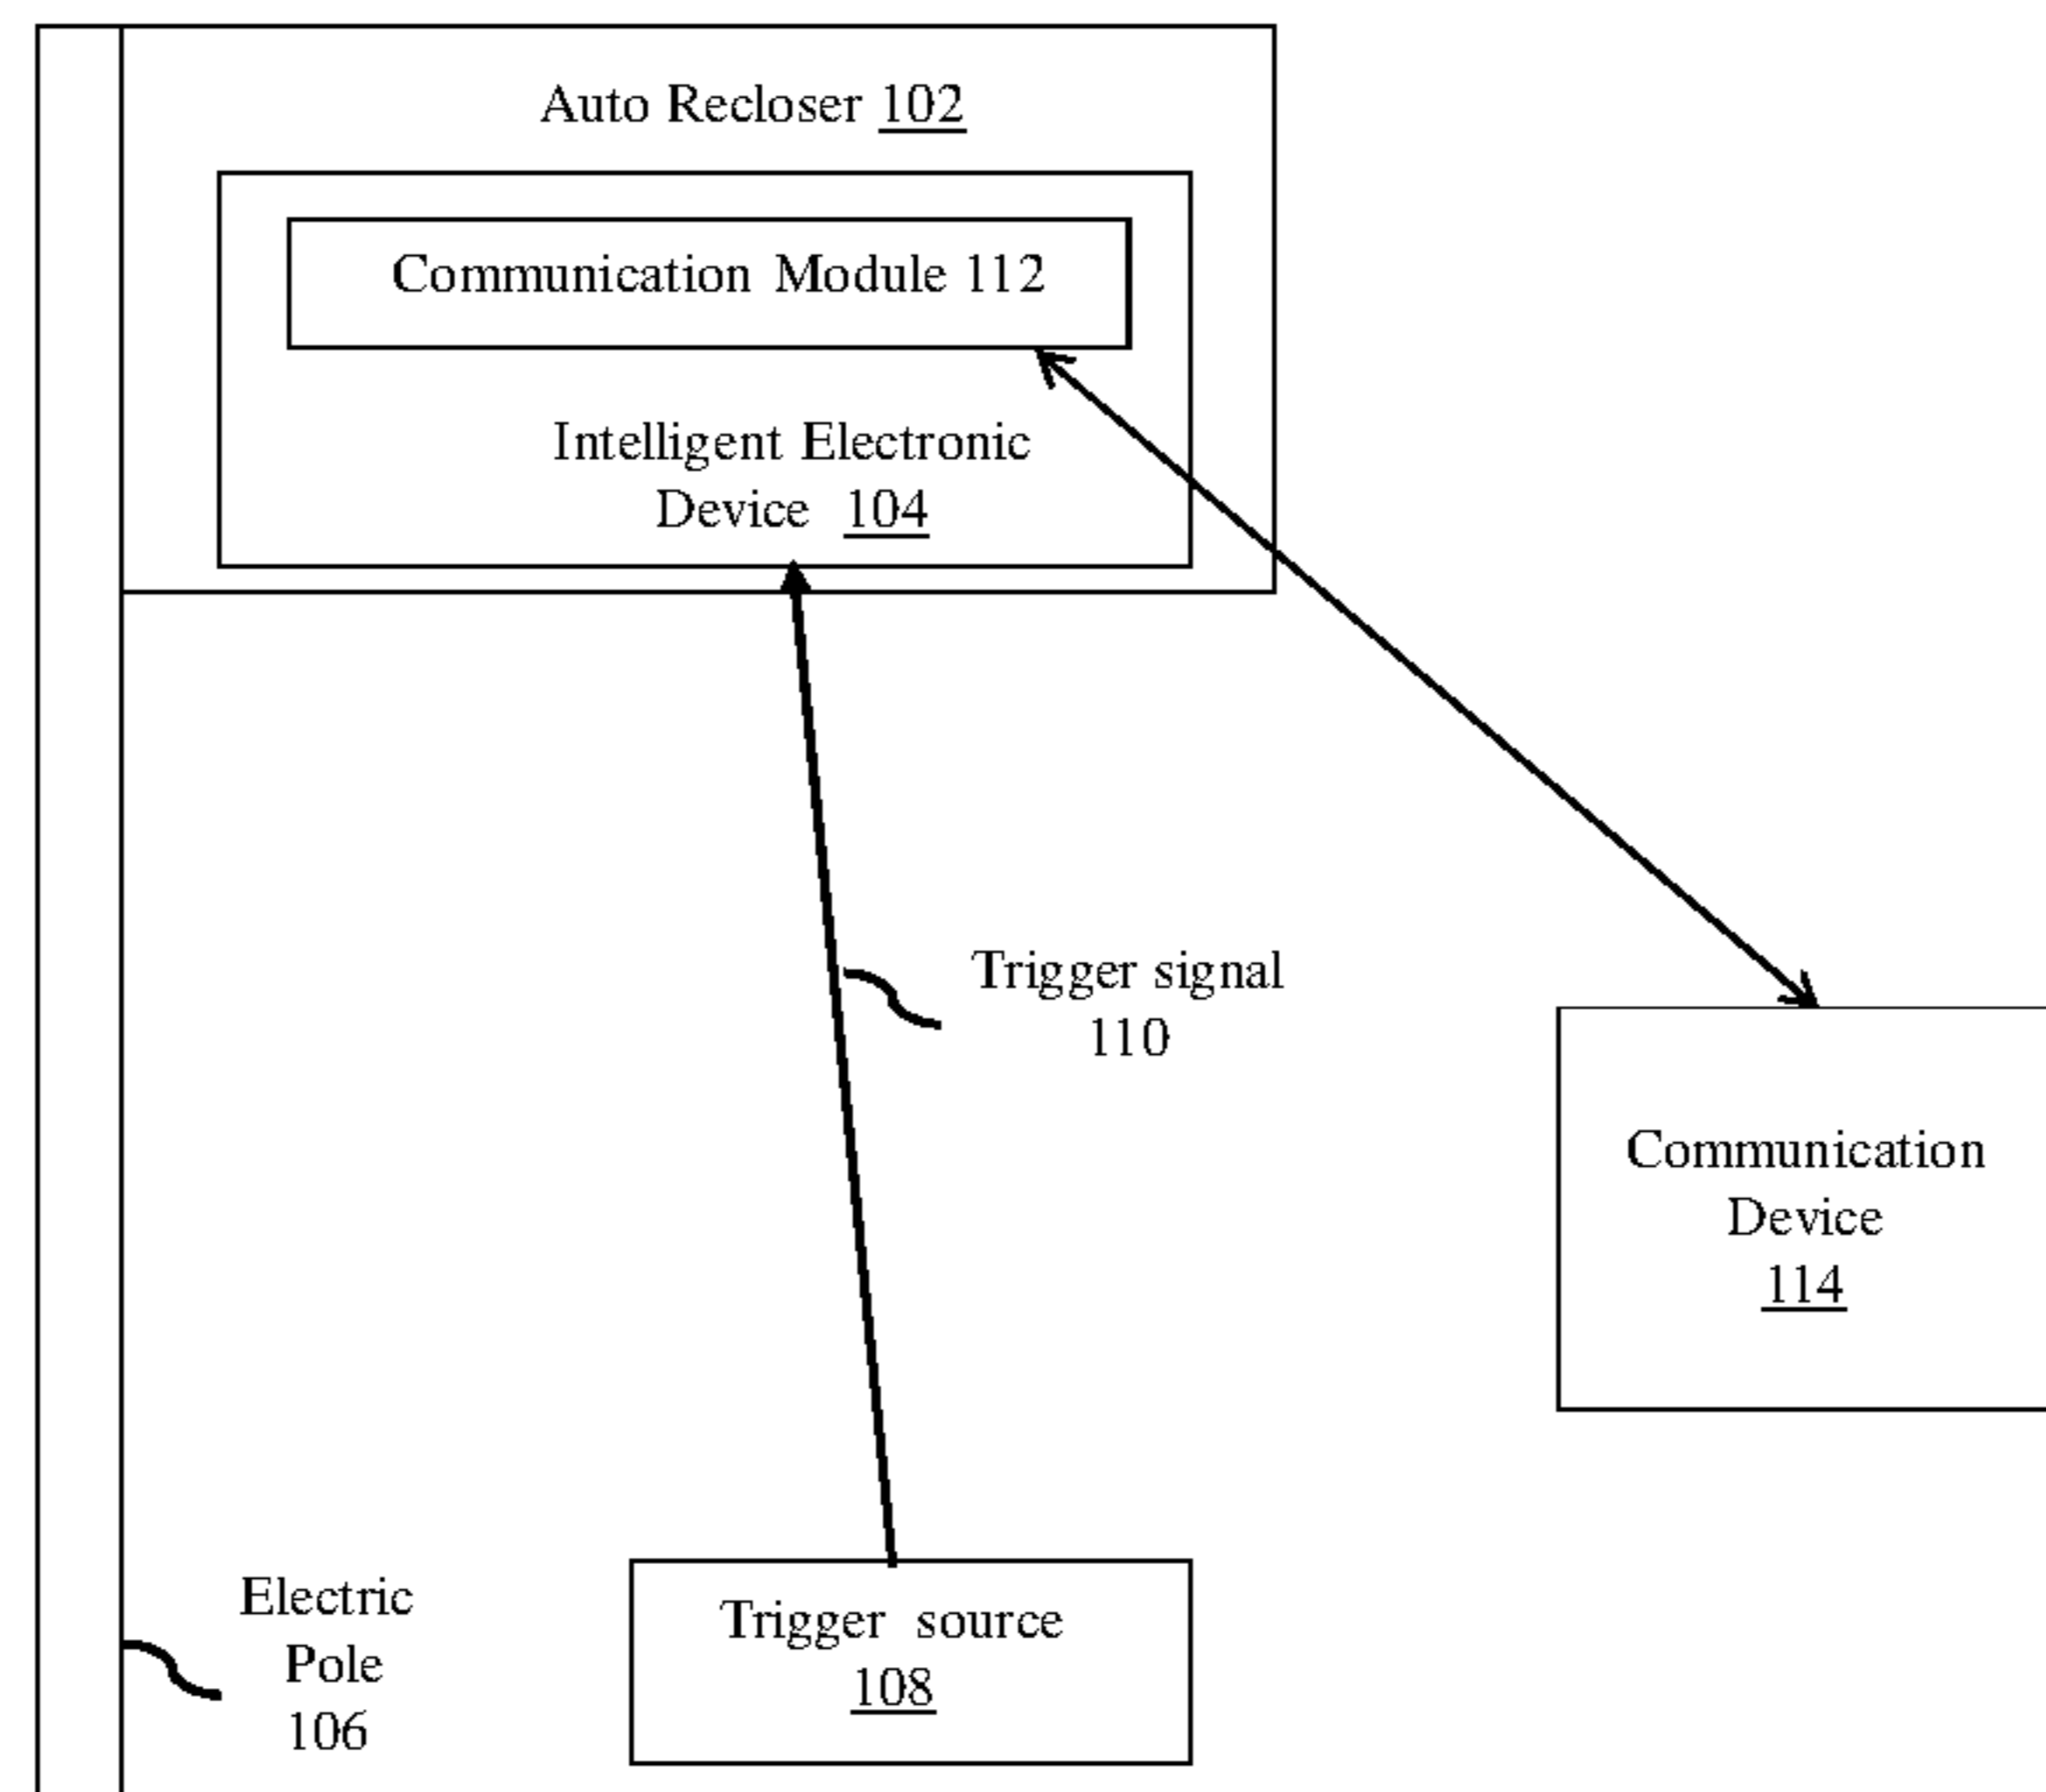 Auto Recloser 102
Communication Module 112
Intelligent Electronic
Device 104
Trigger signal
110
Communication
Device
114
Electric
Pole
106
Trigger source
108